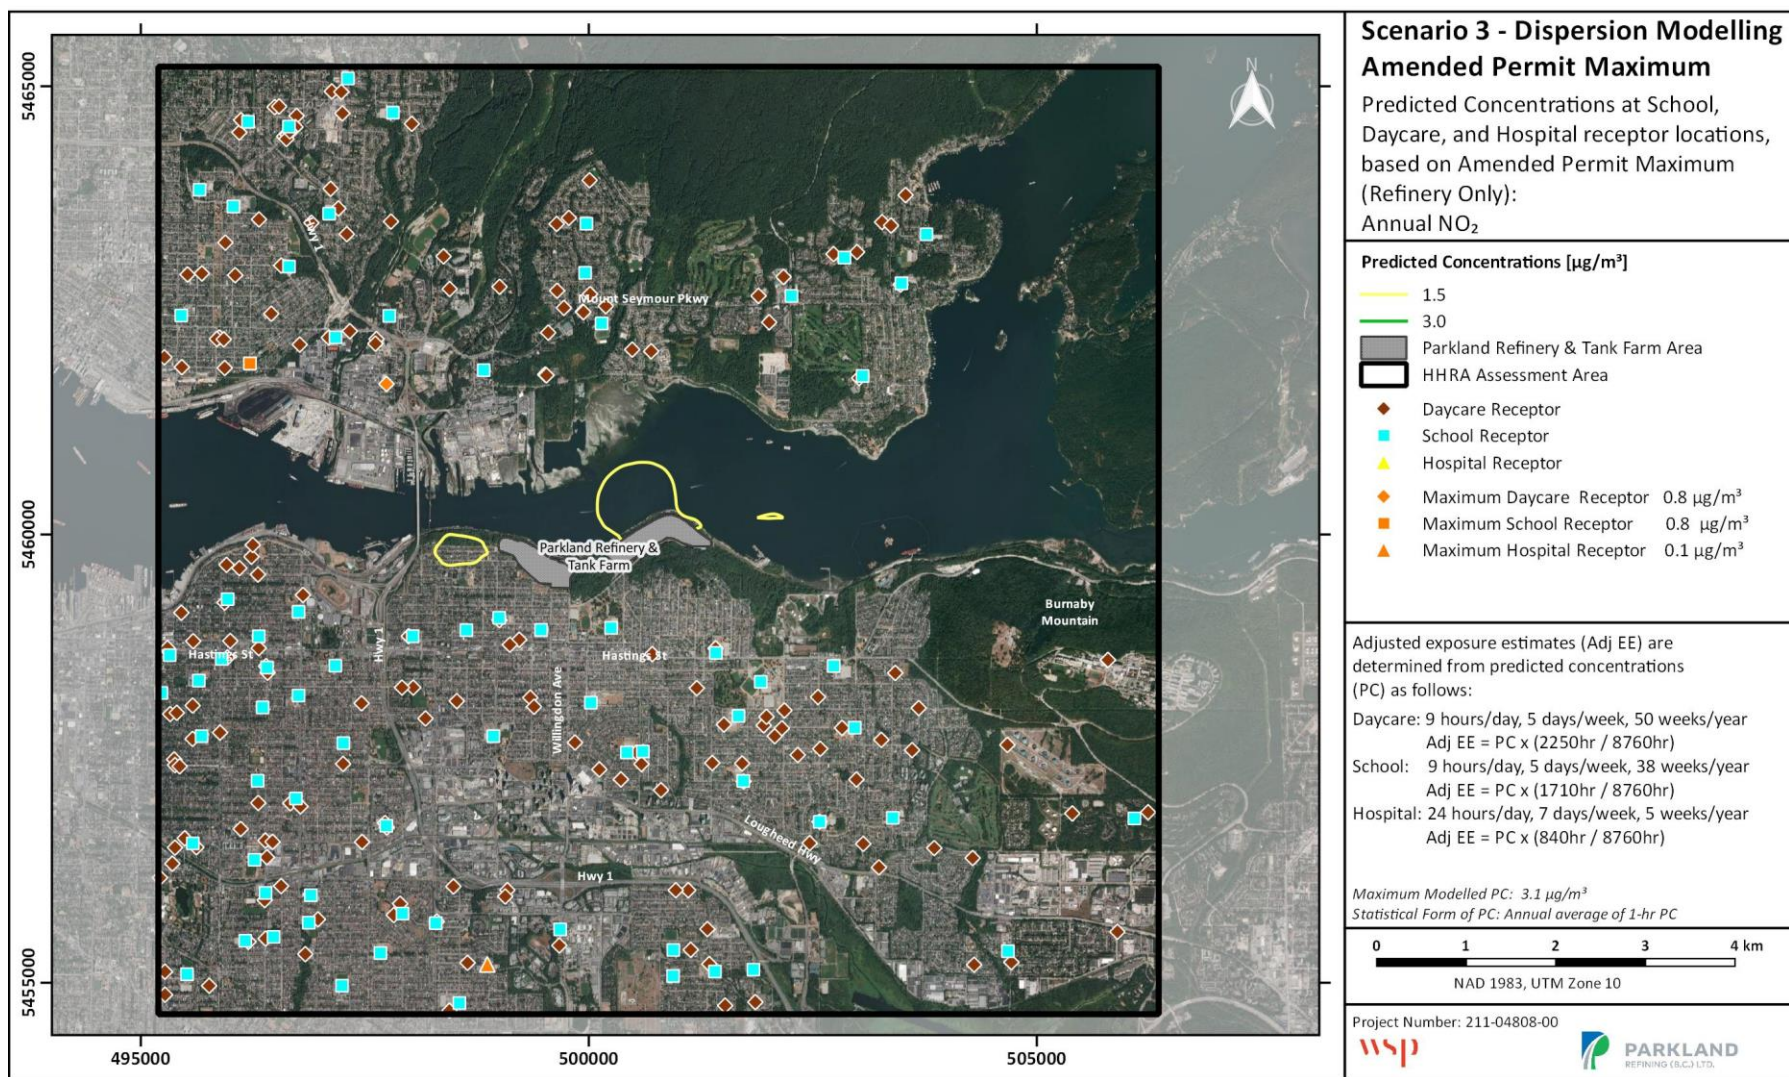 Scenario 3 - Dispersion Modelling
Amended Permit Maximum
Predicted Concentrations at School,
Daycare, and Hospital receptor locations,
based on Amended Permit Maximum
(Refinery Only):
Annual NO₂
Predicted Concentrations [µg/m³]
1.5
3.0
Parkland Refinery & Tank Farm Area
HHRA Assessment Area
Daycare Receptor
School Receptor
Hospital Receptor
Maximum Daycare Receptor 0.8 µg/m³
Maximum School Receptor 0.8 µg/m³
Maximum Hospital Receptor 0.1 µg/m³
Adjusted exposure estimates (Adj EE) are
determined from predicted concentrations
(PC) as follows:
Daycare: 9 hours/day, 5 days/week, 50 weeks/year
Adj EE = PC x (2250hr / 8760hr)
School: 9 hours/day, 5 days/week, 38 weeks/year
Adj EE = PC x (1710hr / 8760hr)
Hospital: 24 hours/day, 7 days/week, 5 weeks/year
Adj EE = PC x (840hr / 8760hr)
Maximum Modelled PC: 3.1 µg/m³
Statistical Form of PC: Annual average of 1-hr PC
0 1 2 3 4 km
NAD 1983, UTM Zone 10
Project Number: 211-04808-00
wsp
PARKLAND
REFINING (B.C.) LTD.
N
5465000
5460000
5455000
495000
500000
505000
Hwy 1
Mount Seymour Pkwy
Parkland Refinery &
Tank Farm
Burnaby
Mountain
Hastings St
Hwy 1
Hastings St
Willingdon Ave
Lougheed Hwy
Hwy 1